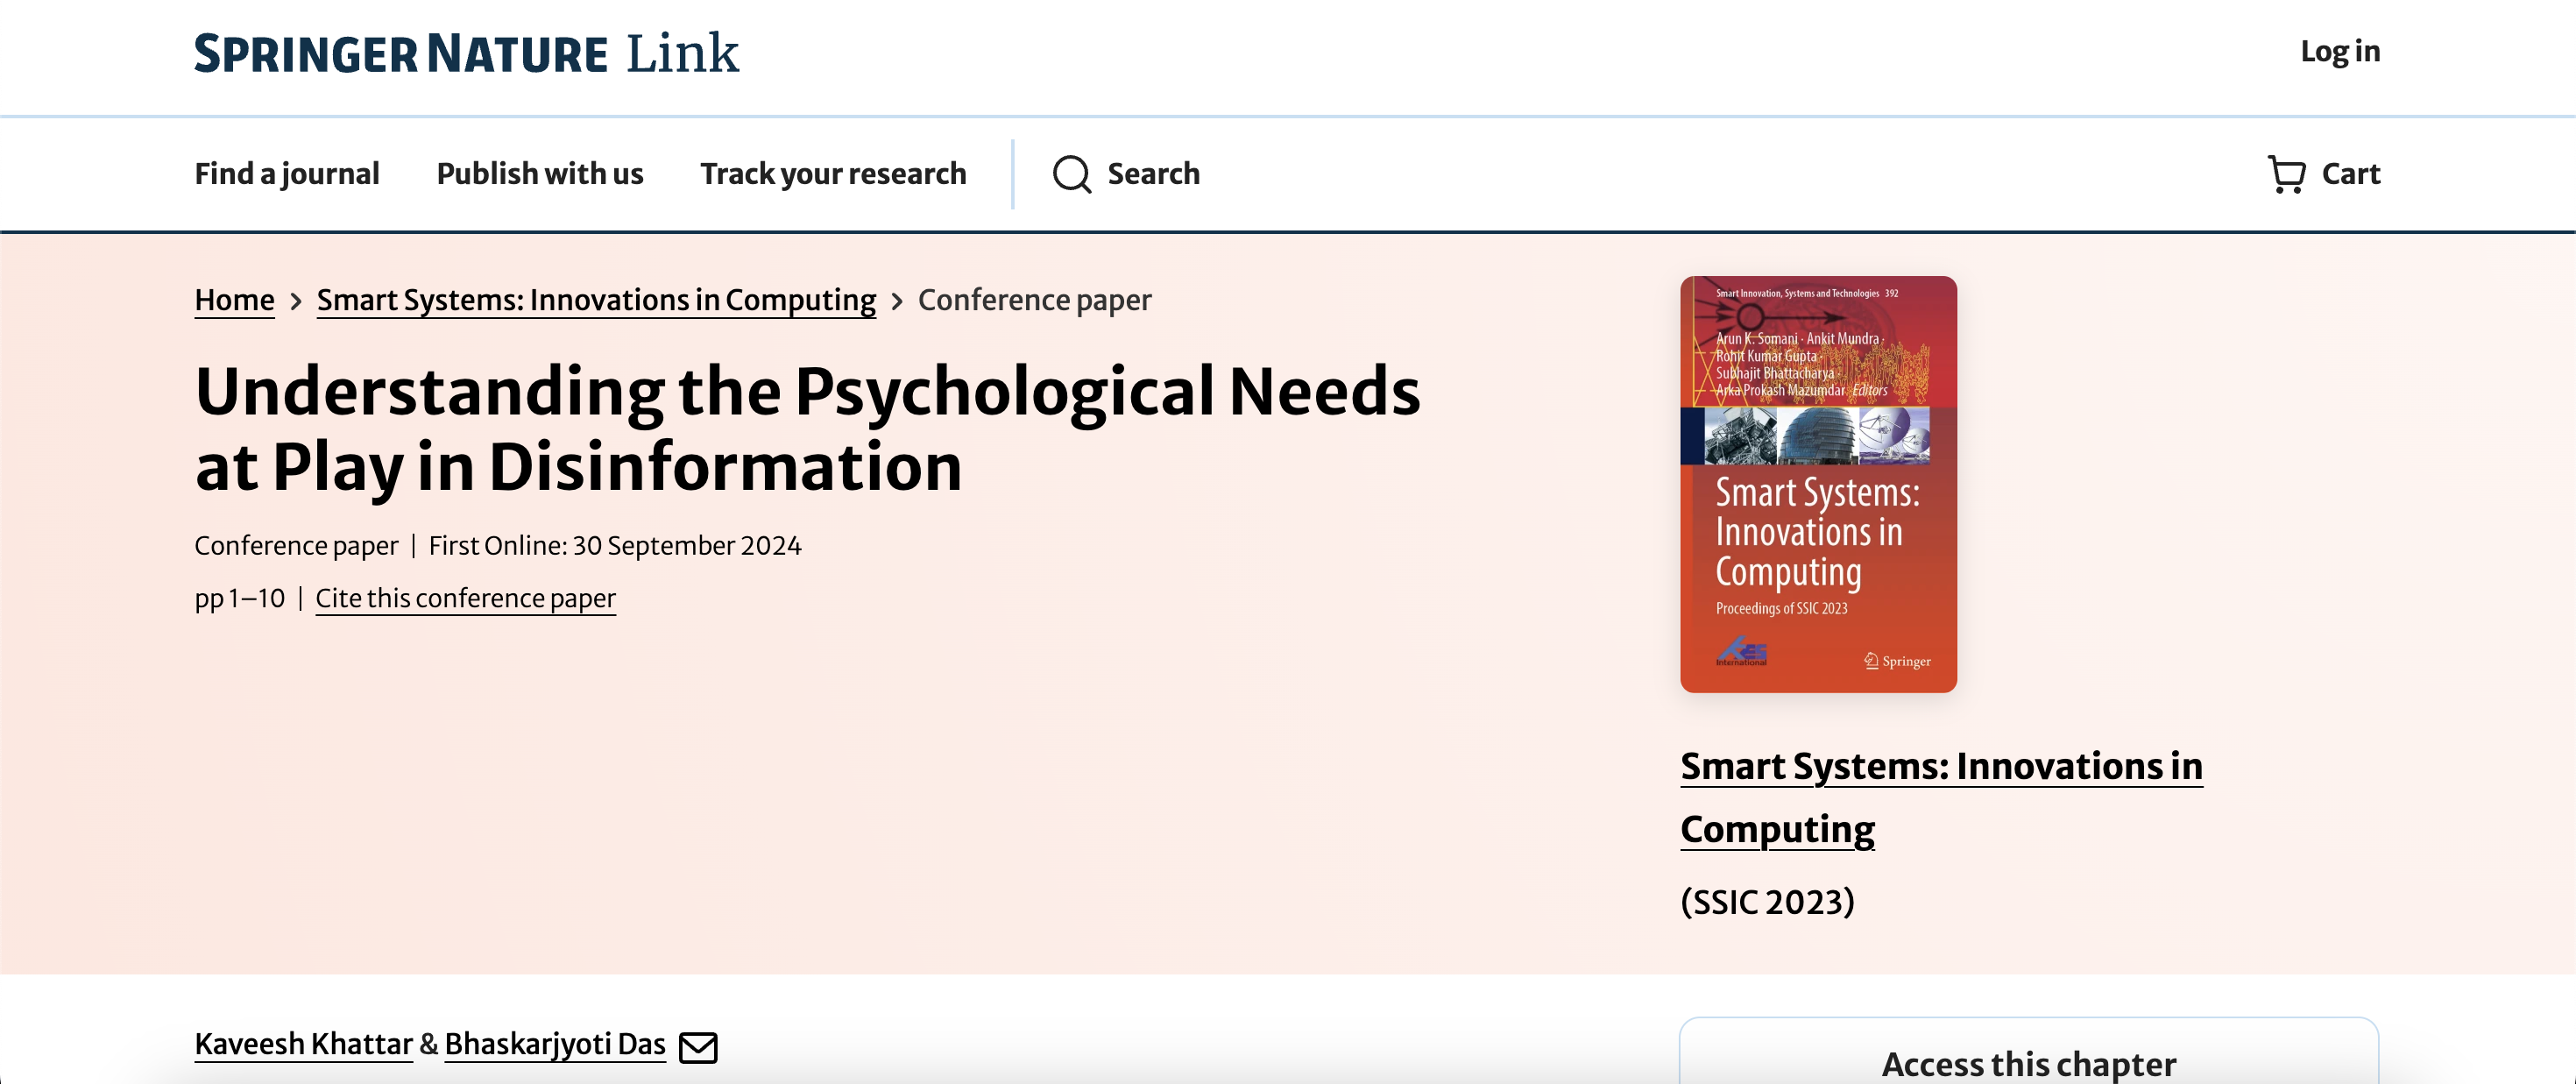 SPRINGER NATURE Link
Log in
Find a journal
Publish with us
Track your research
Search
Cart
Home > Smart Systems: Innovations in Computing > Conference paper
Understanding the Psychological Needs
at Play in Disinformation
Conference paper | First Online: 30 September 2024
pp 1–10 | Cite this conference paper
Smart Innovation, Systems and Technologies 392
Arun K. Somani · Ankit Mundra ·
Rohit Kumar Gupta ·
Subhajit Bhattacharya ·
Arka Prokash Mazumdar Editors
Smart Systems:
Innovations in
Computing
Proceedings of SSIC 2023
KES
International
Springer
Smart Systems: Innovations in
Computing
(SSIC 2023)
Kaveesh Khattar & Bhaskarjyoti Das
Access this chapter